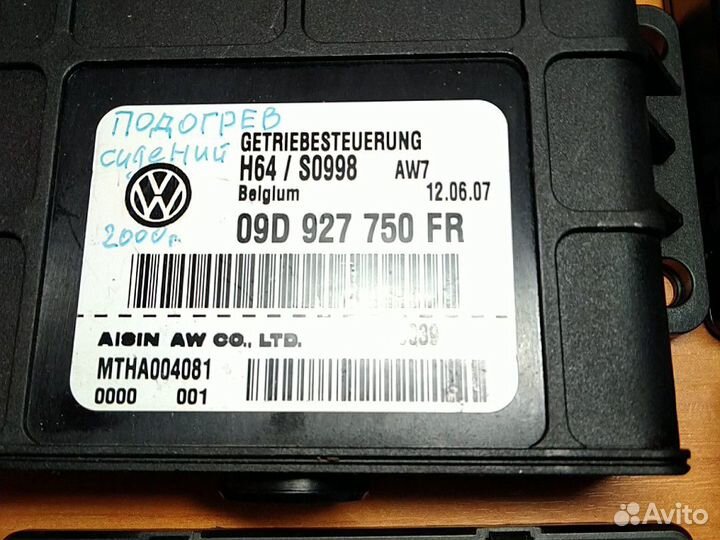 ПОДОГРЕВ
сидений
2000г.
GETRIEBESTEUERUNG
H64 / S0998 AW7
Belgium 12.06.07
09D 927 750 FR
AISIN AW CO., LTD.
MTHA004081
0000 001
Avito